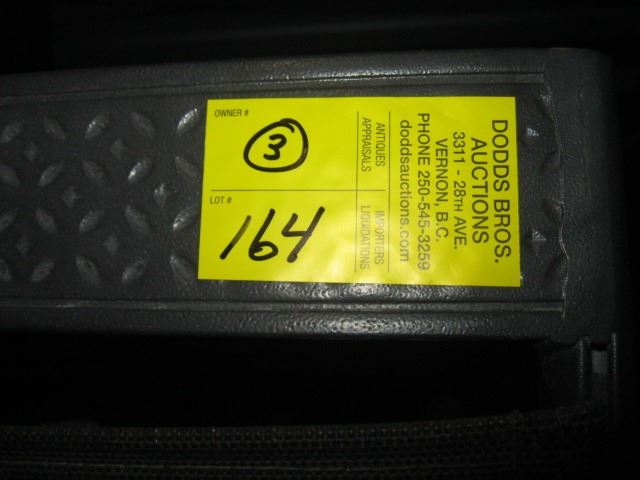 OWNER #
3
LOT #
164
ANTIQUES
APPRAISALS
IMPORTERS
LIQUIDATIONS
DODDS BROS.
AUCTIONS
3311 - 28TH AVE.
VERNON, B.C.
PHONE 250-545-3259
doddsauctions.com